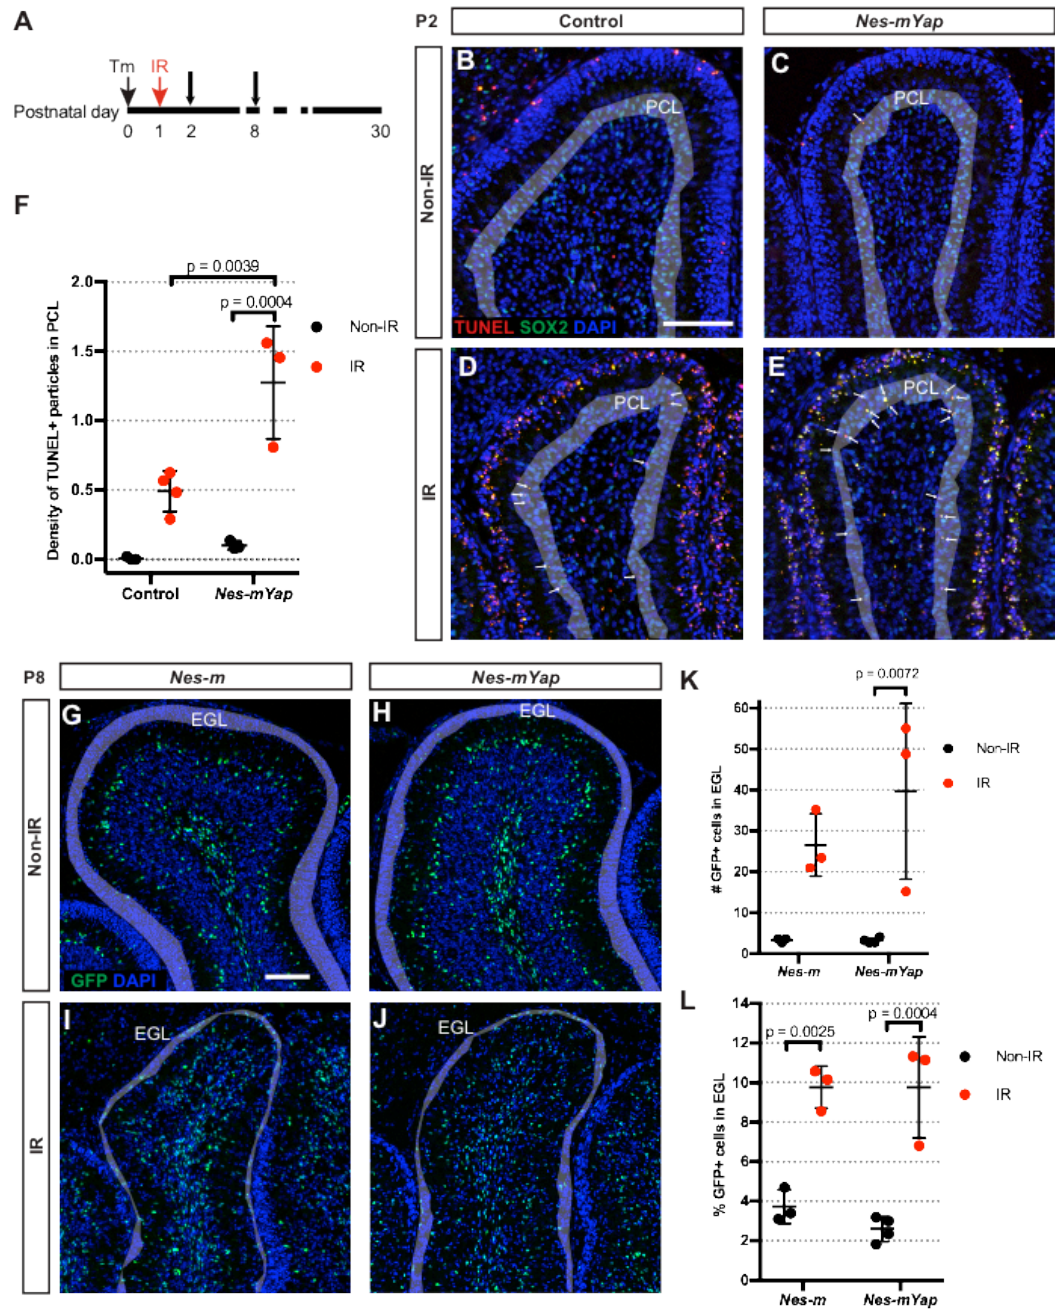 A
Tm IR
Postnatal day
0 1 2 8 30
P2 Control Nes-mYap
Non-IR
B PCL
TUNEL SOX2 DAPI
C PCL
IR
D PCL
E PCL
F
Density of TUNEL+ particles in PCL
2.0
1.5
1.0
0.5
0.0
p = 0.0039
p = 0.0004
Non-IR
IR
Control Nes-mYap
P8 Nes-m Nes-mYap
Non-IR
G EGL
GFP DAPI
H EGL
IR
I EGL
J EGL
K
# GFP+ cells in EGL
60
50
40
30
20
10
0
p = 0.0072
Non-IR
IR
Nes-m Nes-mYap
L
% GFP+ cells in EGL
14
12
10
8
6
4
2
0
p = 0.0025
p = 0.0004
Non-IR
IR
Nes-m Nes-mYap